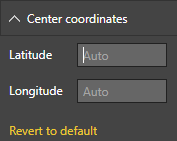 Center coordinates
Latitude Auto
Longitude Auto
Revert to default